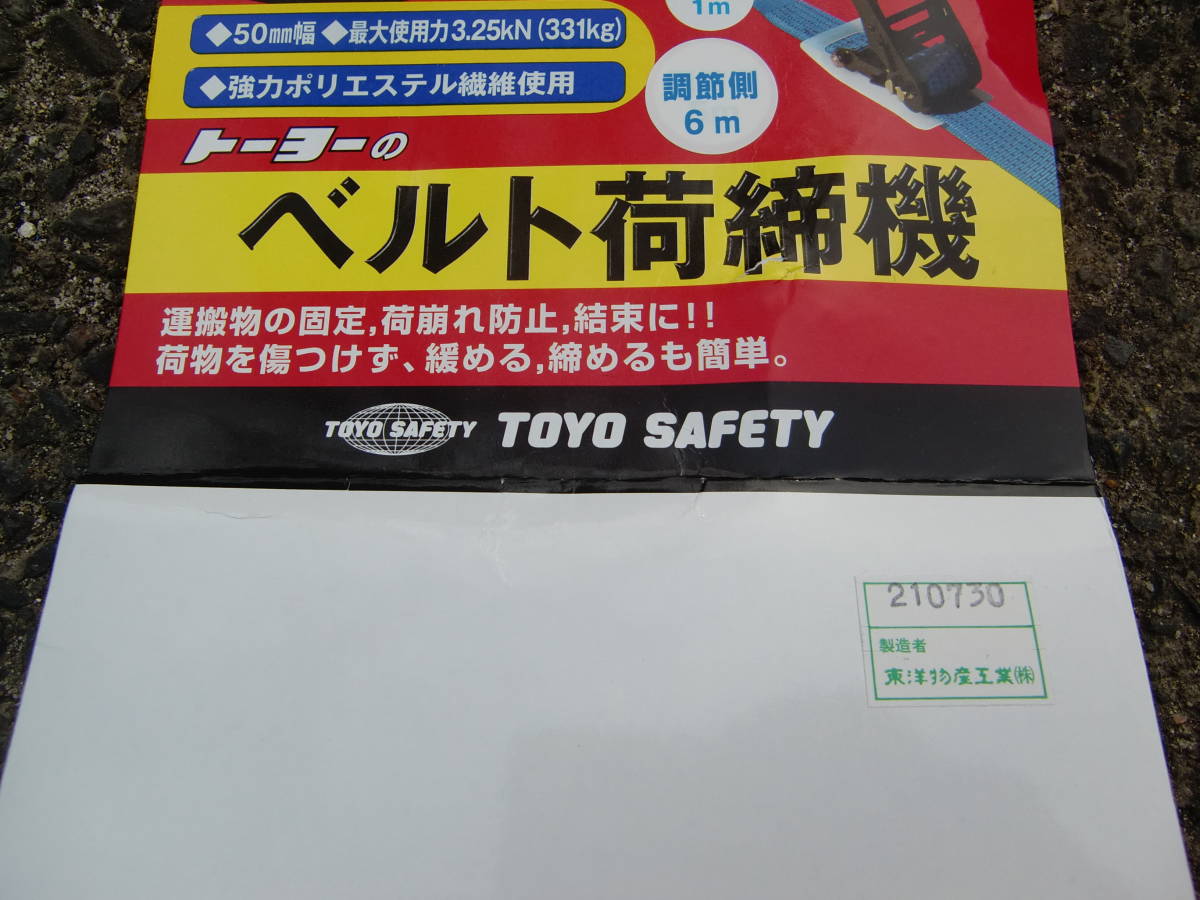 1m
◆50mm幅 ◆最大使用力3.25kN(331kg)
◆強力ポリエステル繊維使用
調節側
6m
トーヨーの
ベルト荷締機
運搬物の固定,荷崩れ防止,結束に!!
荷物を傷つけず、緩める,締めるも簡単。
TOYO SAFETY TOYO SAFETY
210730
製造者
東洋物産工業㈱